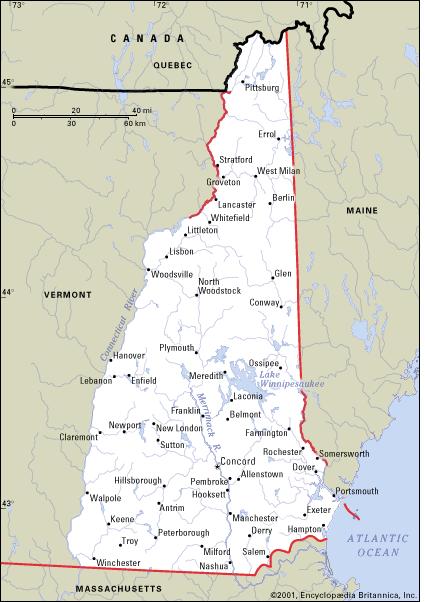 73°
72°
71°
CANADA
QUEBEC
45°
0 20 40 mi
0 30 60 km
Pittsburg
Errol
Stratford
Groveton
West Milan
Lancaster
Berlin
MAINE
Whitefield
Littleton
Lisbon
Woodsville
Glen
44°
VERMONT
North
Woodstock
Conway
Connecticut River
Plymouth
Hanover
Ossipee
Meredith
Lake
Winnipesaukee
Lebanon
Enfield
Laconia
Franklin
Merrimack R.
Belmont
Newport
New London
Farmington
Claremont
Sutton
Rochester
Somersworth
Concord
Dover
Pembroke
Allenstown
Hillsborough
Hooksett
Portsmouth
43°
Walpole
Antrim
Exeter
Manchester
Keene
Hampton
Derry
Peterborough
Troy
ATLANTIC
OCEAN
Milford
Salem
Winchester
Nashua
MASSACHUSETTS
©2001, Encyclopædia Britannica, Inc.